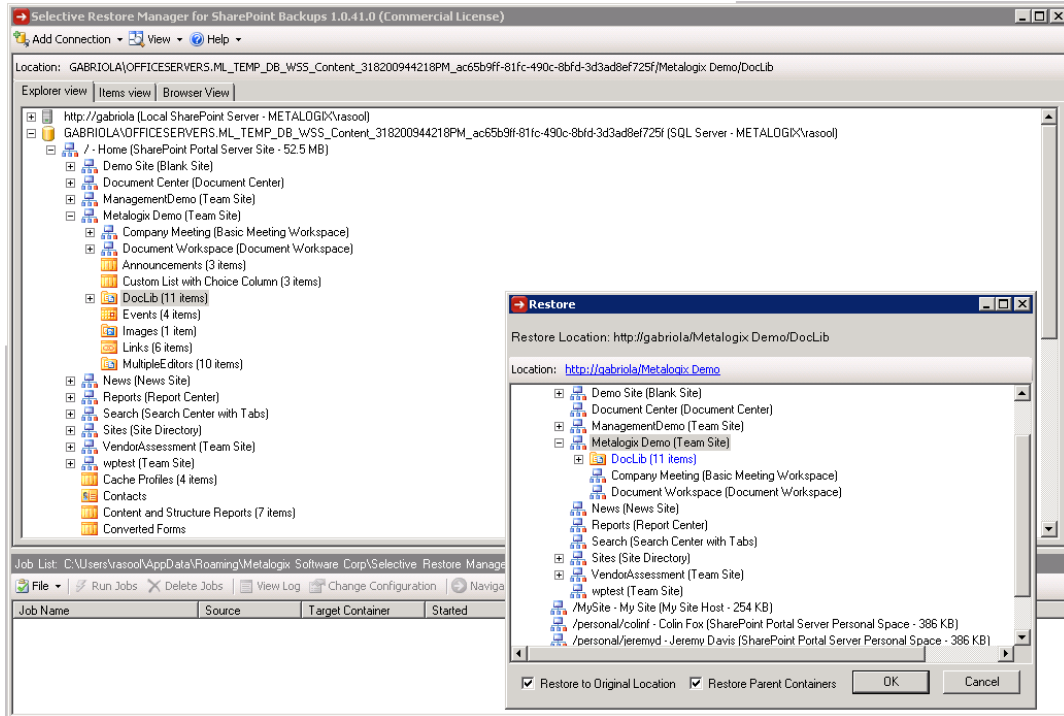 Selective Restore Manager for SharePoint Backups 1.0.41.0 (Commercial License)
Add Connection View Help
Location: GABRIOLA\OFFICESERVERS.ML_TEMP_DB_WSS_Content_318200944218PM_ac65b9ff-81fc-490c-8bfd-3d3ad8ef725f/Metalogix Demo/DocLib
Explorer view Items view Browser View
http://gabriola (Local SharePoint Server - METALOGIX\rasool)
GABRIOLA\OFFICESERVERS.ML_TEMP_DB_WSS_Content_318200944218PM_ac65b9ff-81fc-490c-8bfd-3d3ad8ef725f (SQL Server - METALOGIX\rasool)
/ - Home (SharePoint Portal Server Site - 52.5 MB)
Demo Site (Blank Site)
Document Center (Document Center)
ManagementDemo (Team Site)
Metalogix Demo (Team Site)
Company Meeting (Basic Meeting Workspace)
Document Workspace (Document Workspace)
Announcements (3 items)
Custom List with Choice Column (3 items)
DocLib (11 items)
Events (4 items)
Images (1 item)
Links (6 items)
MultipleEditors (10 items)
News (News Site)
Reports (Report Center)
Search (Search Center with Tabs)
Sites (Site Directory)
VendorAssessment (Team Site)
wptest (Team Site)
Cache Profiles (4 items)
Contacts
Content and Structure Reports (7 items)
Converted Forms
Job List: C:\Users\rasool\AppData\Roaming\Metalogix Software Corp\Selective Restore Manage
File Run Jobs Delete Jobs View Log Change Configuration Naviga
Job Name Source Target Container Started
Restore
Restore Location: http://gabriola/Metalogix Demo/DocLib
Location: http://gabriola/Metalogix Demo
Demo Site (Blank Site)
Document Center (Document Center)
ManagementDemo (Team Site)
Metalogix Demo (Team Site)
DocLib (11 items)
Company Meeting (Basic Meeting Workspace)
Document Workspace (Document Workspace)
News (News Site)
Reports (Report Center)
Search (Search Center with Tabs)
Sites (Site Directory)
VendorAssessment (Team Site)
wptest (Team Site)
/MySite - My Site (My Site Host - 254 KB)
/personal/colinf - Colin Fox (SharePoint Portal Server Personal Space - 386 KB)
/personal/jeremyd - Jeremy Davis (SharePoint Portal Server Personal Space - 386 KB)
Restore to Original Location Restore Parent Containers OK Cancel